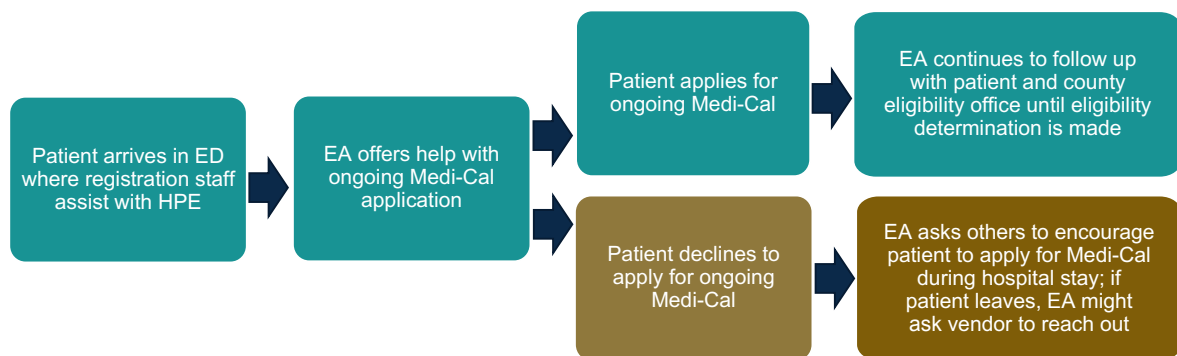 Patient arrives in ED
where registration staff
assist with HPE
EA offers help with
ongoing Medi-Cal
application
Patient applies for
ongoing Medi-Cal
EA continues to follow up
with patient and county
eligibility office until eligibility
determination is made
Patient declines to
apply for ongoing
Medi-Cal
EA asks others to encourage
patient to apply for Medi-Cal
during hospital stay; if
patient leaves, EA might
ask vendor to reach out